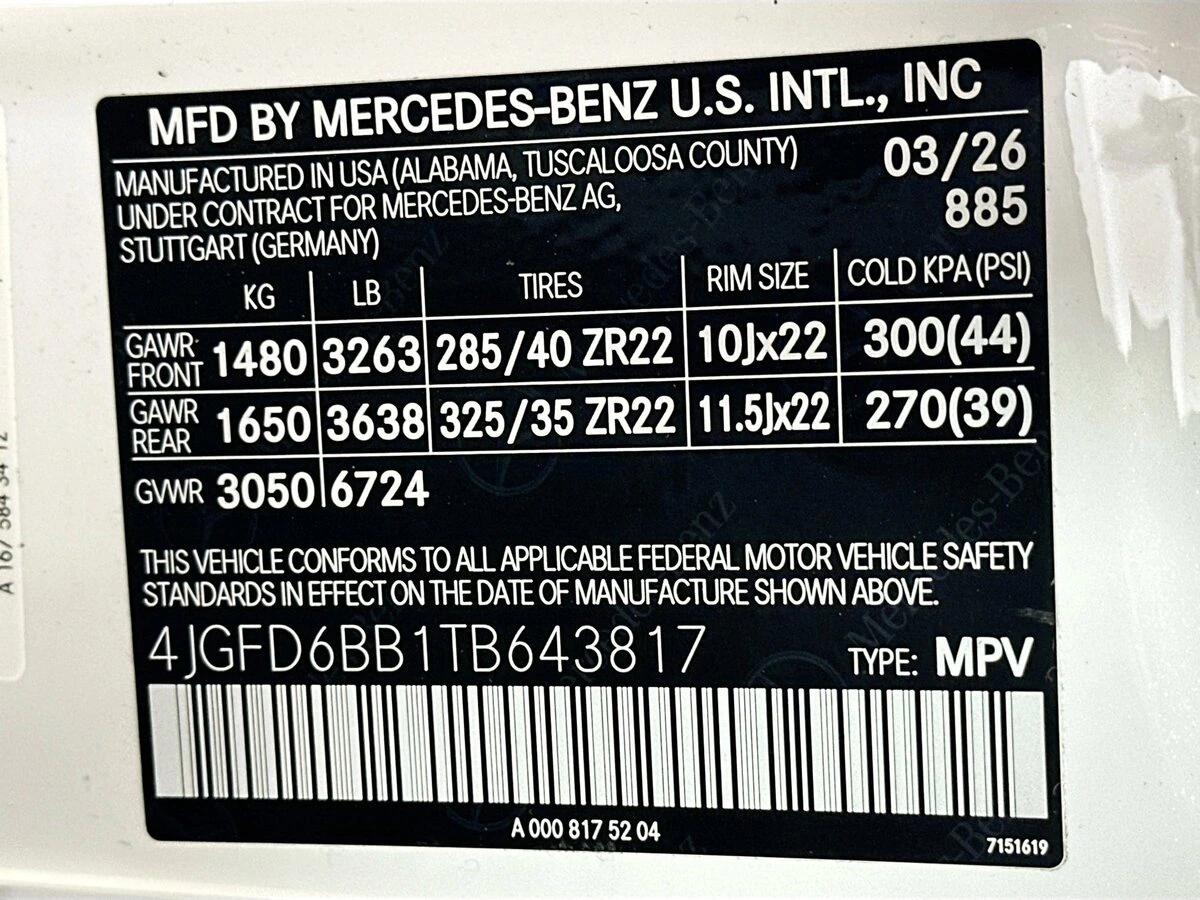 MFD BY MERCEDES-BENZ U.S. INTL., INC
MANUFACTURED IN USA (ALABAMA, TUSCALOOSA COUNTY) 03/26
UNDER CONTRACT FOR MERCEDES-BENZ AG, 885
STUTTGART (GERMANY)
KG LB TIRES RIM SIZE COLD KPA (PSI)
GAWR FRONT 1480 3263 285/40 ZR22 10Jx22 300(44)
GAWR REAR 1650 3638 325/35 ZR22 11.5Jx22 270(39)
GVWR 3050 6724
THIS VEHICLE CONFORMS TO ALL APPLICABLE FEDERAL MOTOR VEHICLE SAFETY
STANDARDS IN EFFECT ON THE DATE OF MANUFACTURE SHOWN ABOVE.
4JGFD6BB1TB643817 TYPE: MPV
A 000 817 52 04
7151619
A 167 584 34 12